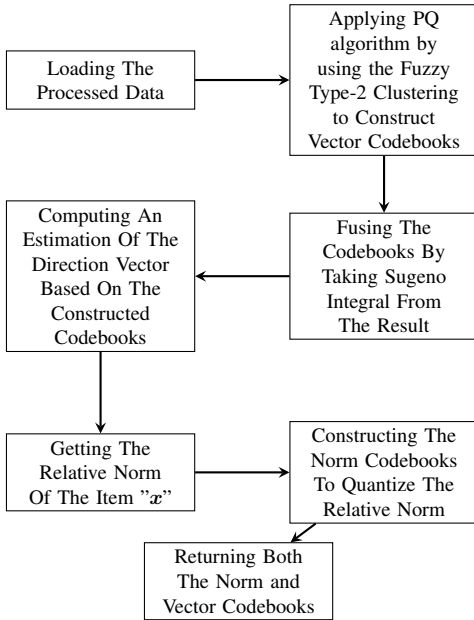 Loading The
Processed Data
Applying PQ
algorithm by
using the Fuzzy
Type-2 Clustering
to Construct
Vector Codebooks
Fusing The
Codebooks By
Taking Sugeno
Integral From
The Result
Computing An
Estimation Of The
Direction Vector
Based On The
Constructed
Codebooks
Getting The
Relative Norm
Of The Item ”x”
Constructing The
Norm Codebooks
To Quantize The
Relative Norm
Returning Both
The Norm and
Vector Codebooks